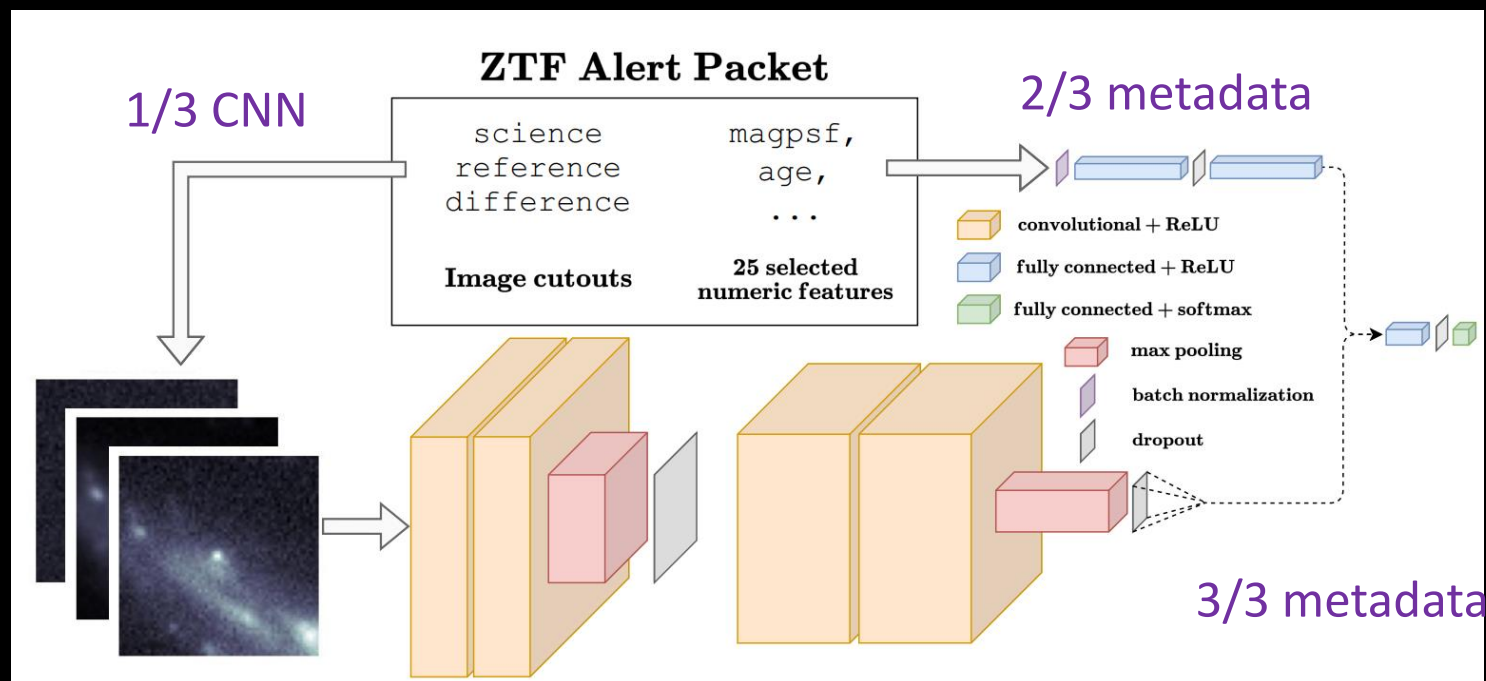 ZTF Alert Packet
1/3 CNN
2/3 metadata
science
reference
difference
Image cutouts
magpsf,
age,
...
25 selected
numeric features
convolutional + ReLU
fully connected + ReLU
fully connected + softmax
max pooling
batch normalization
dropout
3/3 metadata